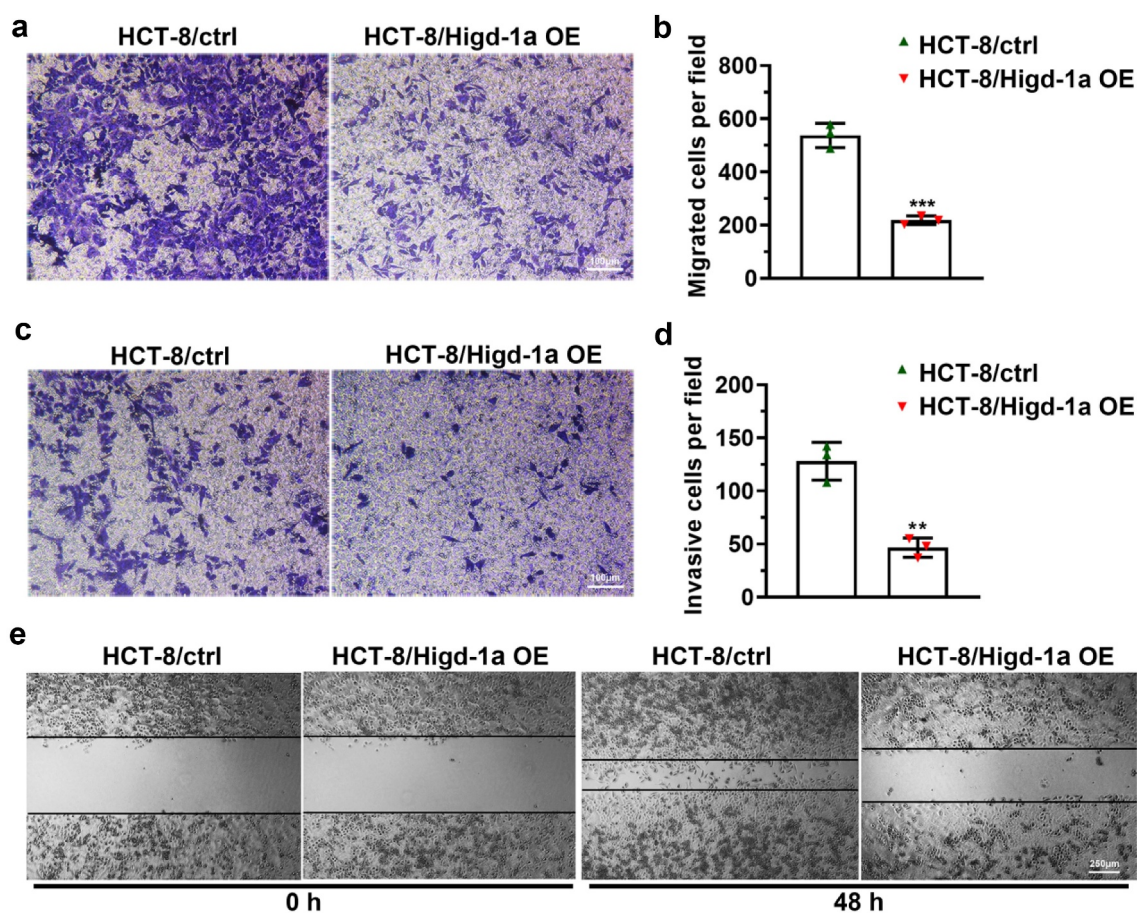 a
HCT-8/ctrl
HCT-8/Higd-1a OE
100μm
b
HCT-8/ctrl
HCT-8/Higd-1a OE
Migrated cells per field
800
600
400
200
0
***
c
HCT-8/ctrl
HCT-8/Higd-1a OE
100μm
d
HCT-8/ctrl
HCT-8/Higd-1a OE
Invasive cells per field
200
150
100
50
0
**
e
HCT-8/ctrl
HCT-8/Higd-1a OE
HCT-8/ctrl
HCT-8/Higd-1a OE
250μm
0 h
48 h